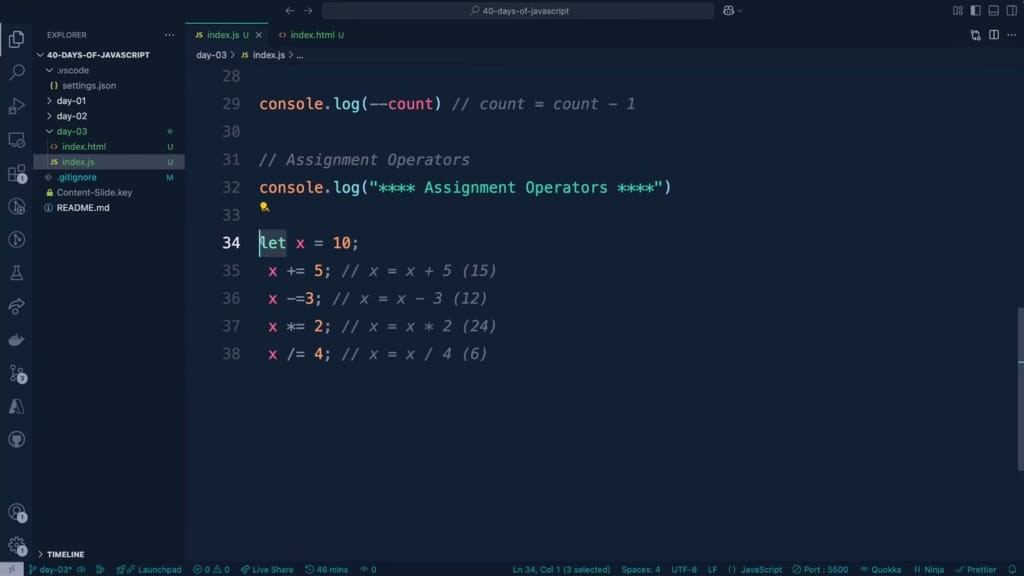 40-days-of-javascript
EXPLORER
40-DAYS-OF-JAVASCRIPT
.vscode
{} settings.json
day-01
day-02
day-03
<> index.html U
JS index.js U
.gitignore M
Content-Slide.key
README.md
TIMELINE
JS index.js U
<> index.html U
day-03 > JS index.js > ...
28
29 console.log(--count) // count = count - 1
30
31 // Assignment Operators
32 console.log("**** Assignment Operators ****")
33
34 let x = 10;
35 x += 5; // x = x + 5 (15)
36 x -=3; // x = x - 3 (12)
37 x *= 2; // x = x * 2 (24)
38 x /= 4; // x = x / 4 (6)
1
3
1
1
day-03* Launchpad 0 0 Live Share 46 mins 0 Ln 34, Col 1 (3 selected) Spaces: 4 UTF-8 LF {} JavaScript Port : 5500 Quokka Ninja Prettier